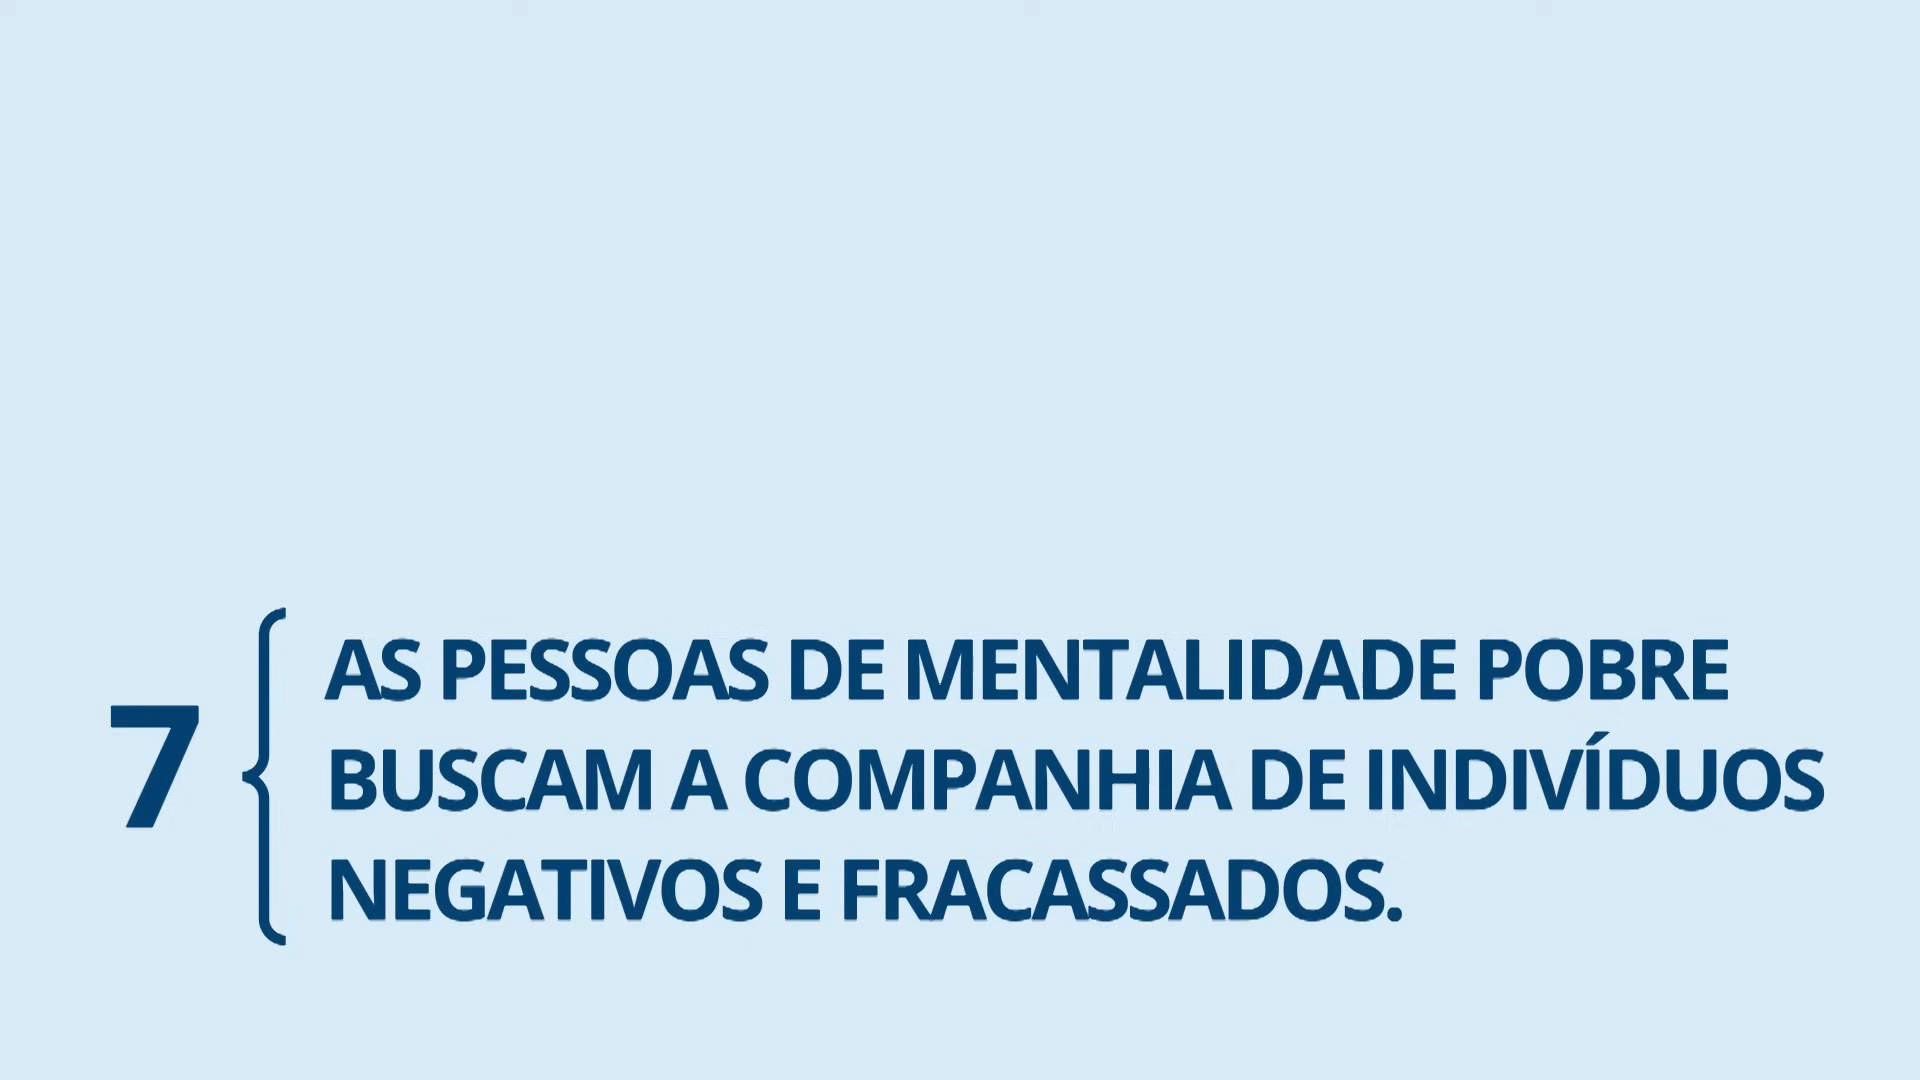 7
AS PESSOAS DE MENTALIDADE POBRE
BUSCAM A COMPANHIA DE INDIVÍDUOS
NEGATIVOS E FRACASSADOS.